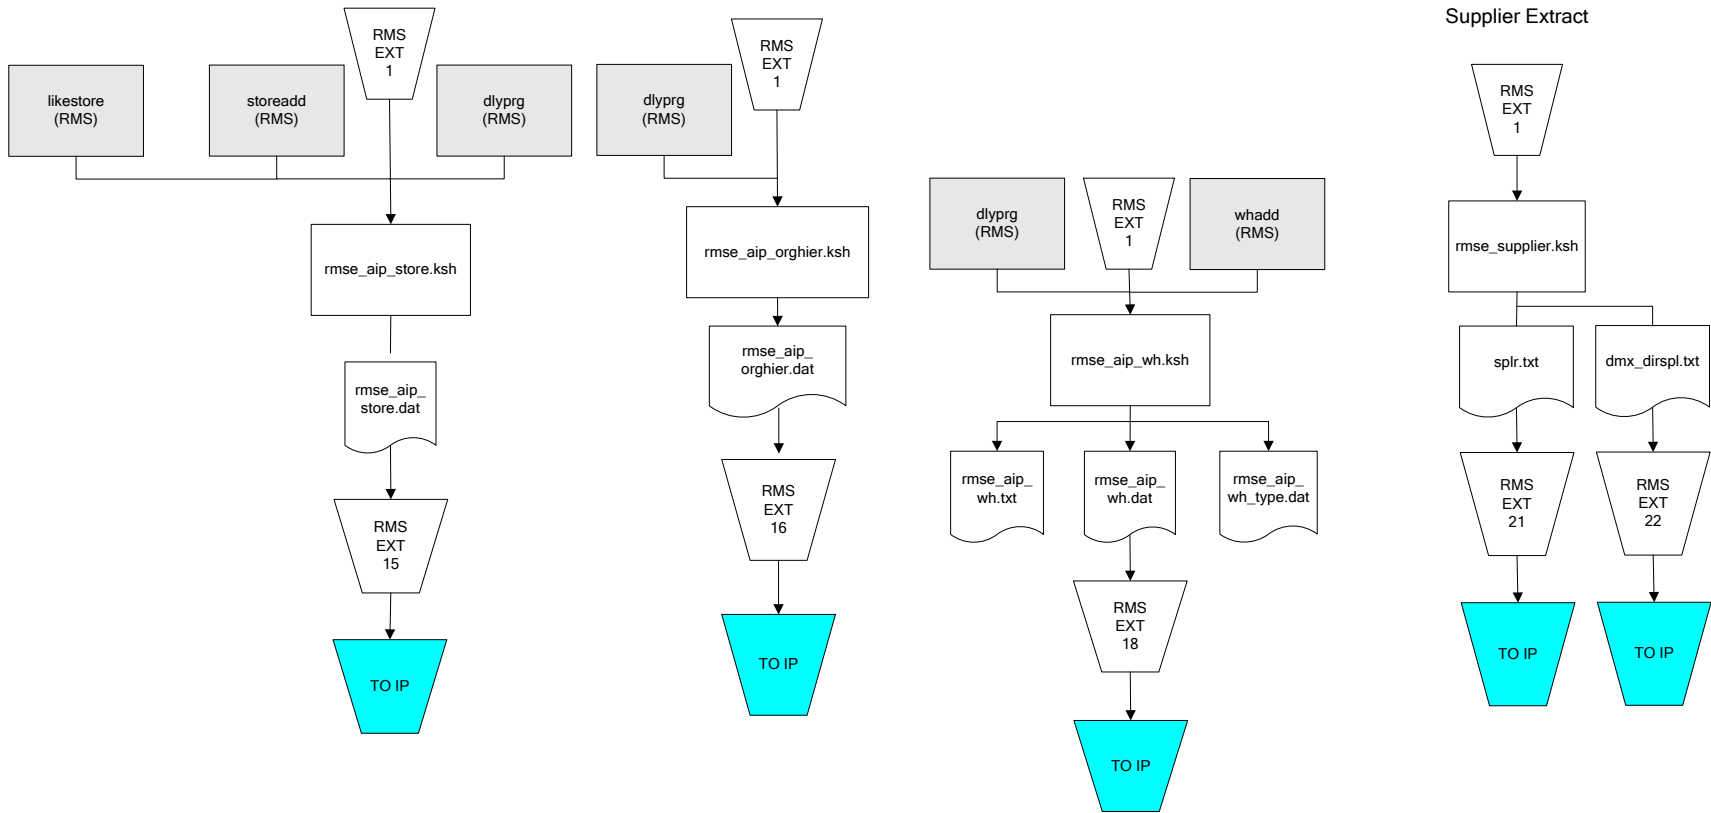 Supplier Extract
likestore
(RMS)
storeadd
(RMS)
RMS
EXT
1
dlyprg
(RMS)
rmse_aip_store.ksh
rmse_aip_
store.dat
RMS
EXT
15
TO IP
dlyprg
(RMS)
RMS
EXT
1
rmse_aip_orghier.ksh
rmse_aip_
orghier.dat
RMS
EXT
16
TO IP
dlyprg
(RMS)
RMS
EXT
1
whadd
(RMS)
rmse_aip_wh.ksh
rmse_aip_
wh.txt
rmse_aip_
wh.dat
rmse_aip_
wh_type.dat
RMS
EXT
18
TO IP
RMS
EXT
1
rmse_supplier.ksh
splr.txt
dmx_dirspl.txt
RMS
EXT
21
RMS
EXT
22
TO IP
TO IP